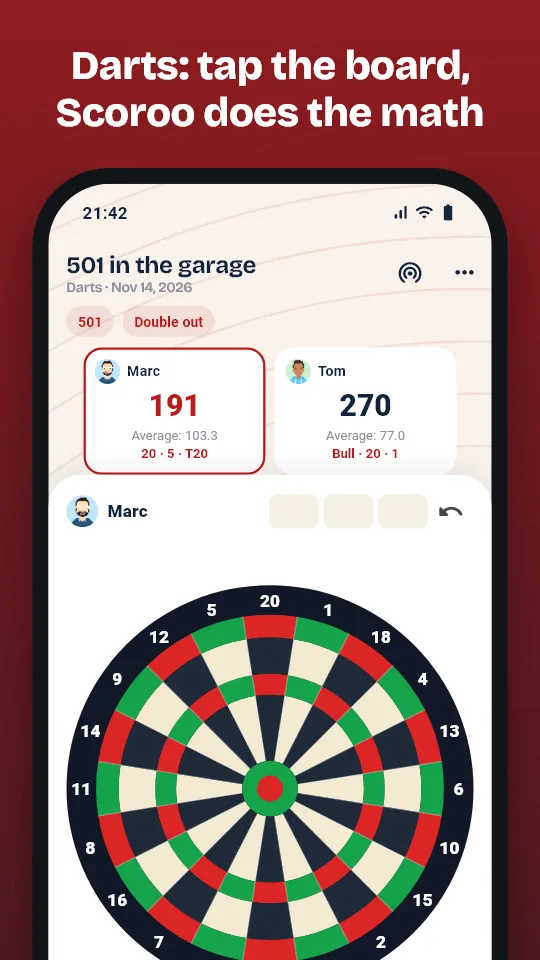 Darts: tap the board,
Scoroo does the math
21:42
501 in the garage
Darts · Nov 14, 2026
501
Double out
Marc
191
Average: 103.3
20 · 5 · T20
Tom
270
Average: 77.0
Bull · 20 · 1
Marc
20
1
18
4
13
6
10
15
2
7
16
8
11
14
9
12
5